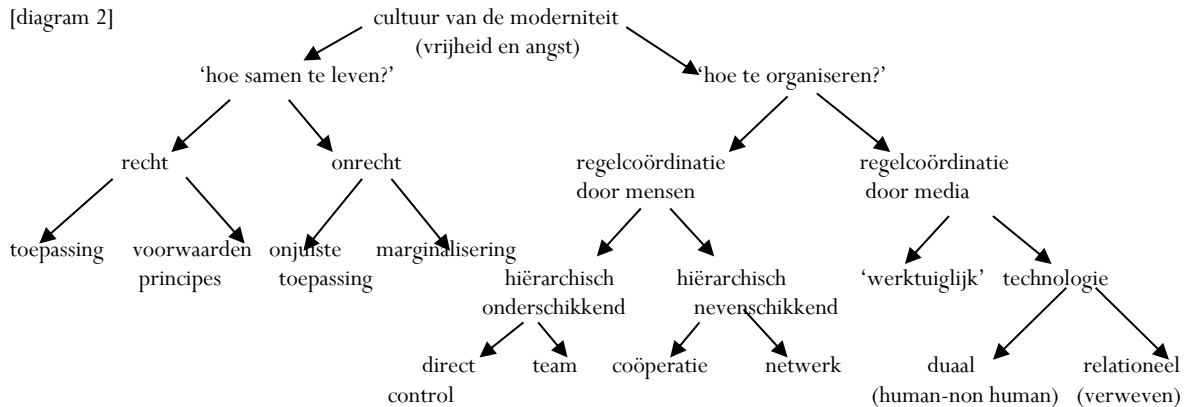 [diagram 2]
cultuur van de moderniteit
(vrijheid en angst)
‘hoe samen te leven?’
‘hoe te organiseren?’
recht
onrecht
regelcoördinatie
door mensen
regelcoördinatie
door media
toepassing
voorwaarden
principes
onjuiste
toepassing
marginalisering
hiërarchisch
onderschikkend
hiërarchisch
nevenschikkend
‘werktuiglijk’
technologie
direct
control
team
coöperatie
netwerk
duaal
(human-non human)
relationeel
(verweven)